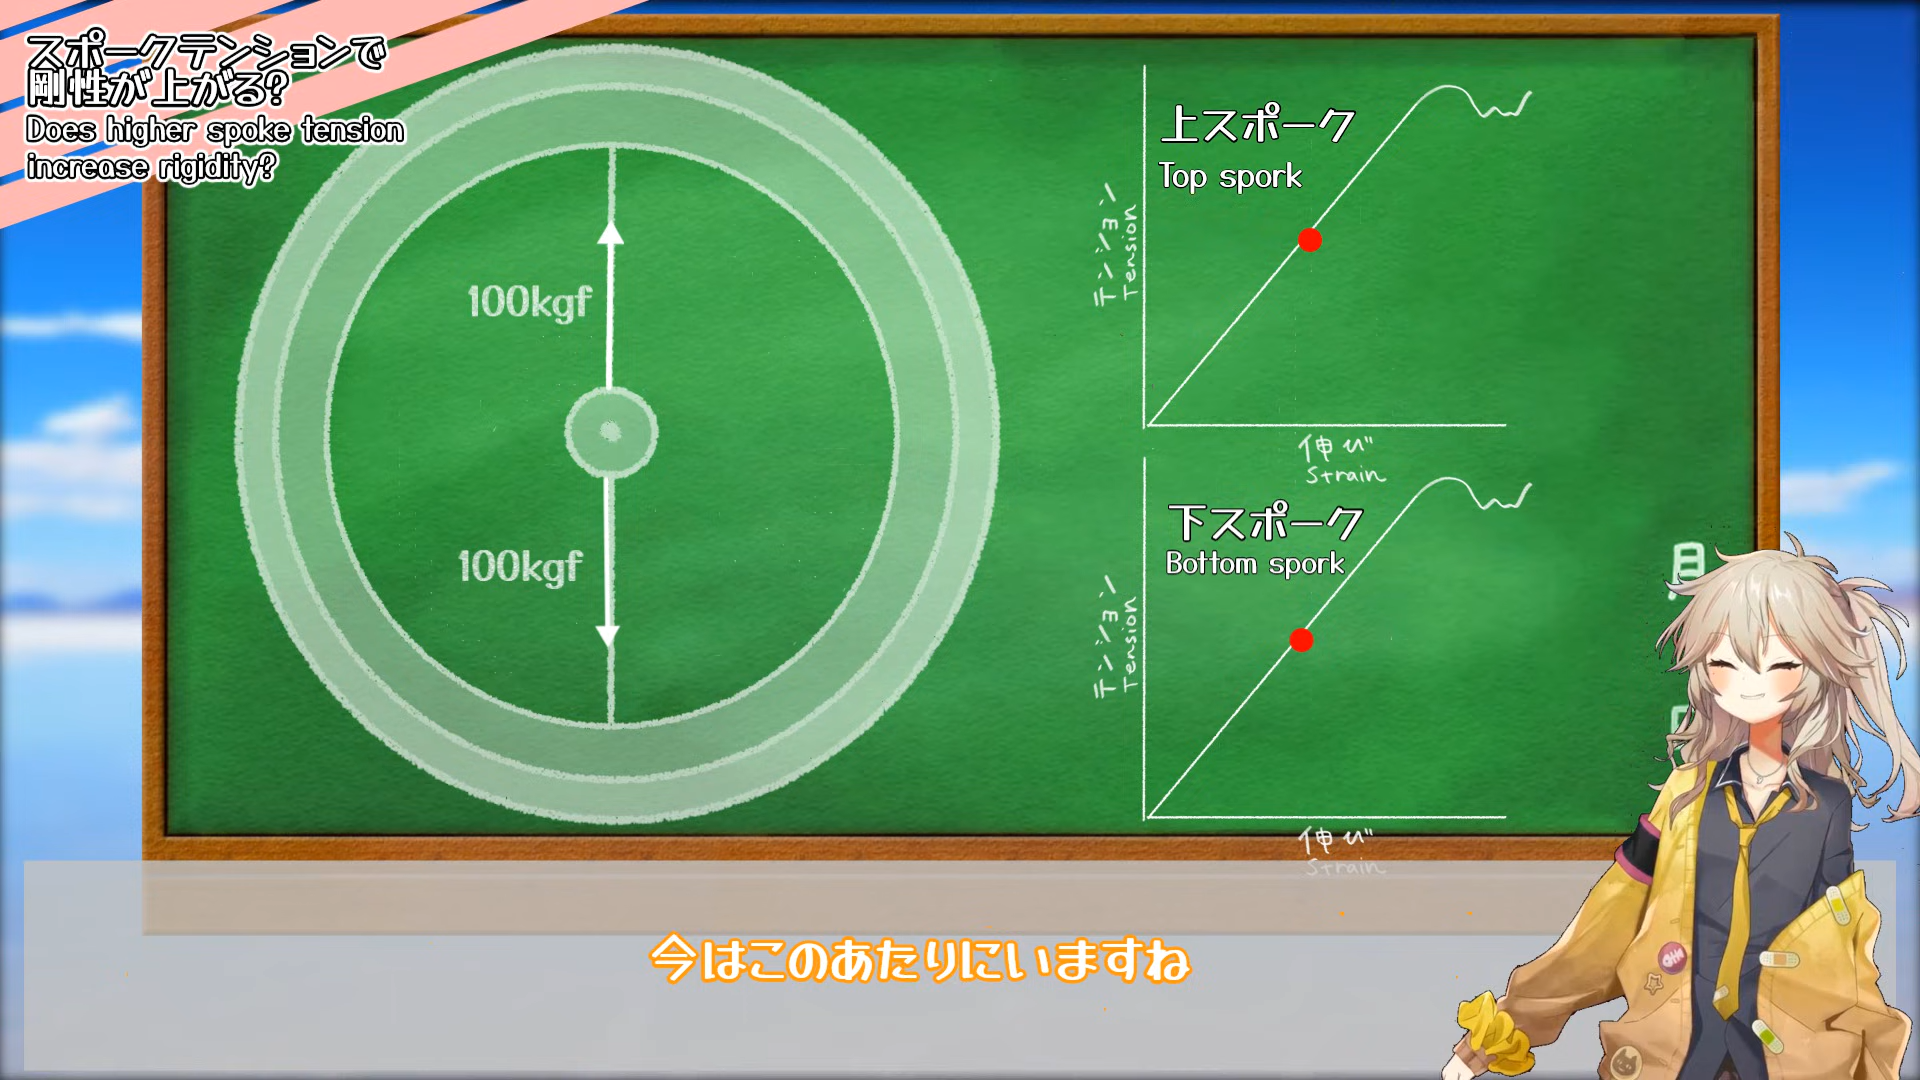 スポークテンションで
剛性が上がる?
Does higher spoke tension
increase rigidity?
100kgf
100kgf
上スポーク
Top spork
テンション
Tension
伸び
Strain
下スポーク
Bottom spork
テンション
Tension
伸び
Strain
月
今はこのあたりにいますね